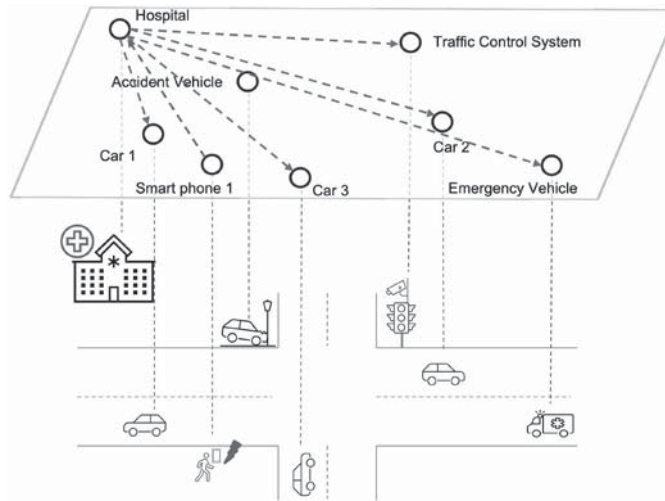 Hospital
Traffic Control System
Accident Vehicle
Car 1
Car 2
Smart phone 1
Car 3
Emergency Vehicle